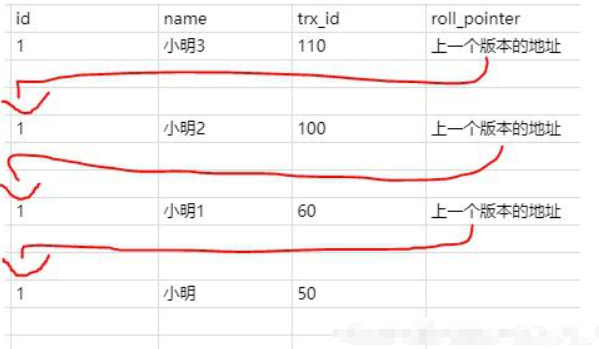 id name trx_id roll_pointer
1 小明3 110 上一个版本的地址
1 小明2 100 上一个版本的地址
1 小明1 60 上一个版本的地址
1 小明 50